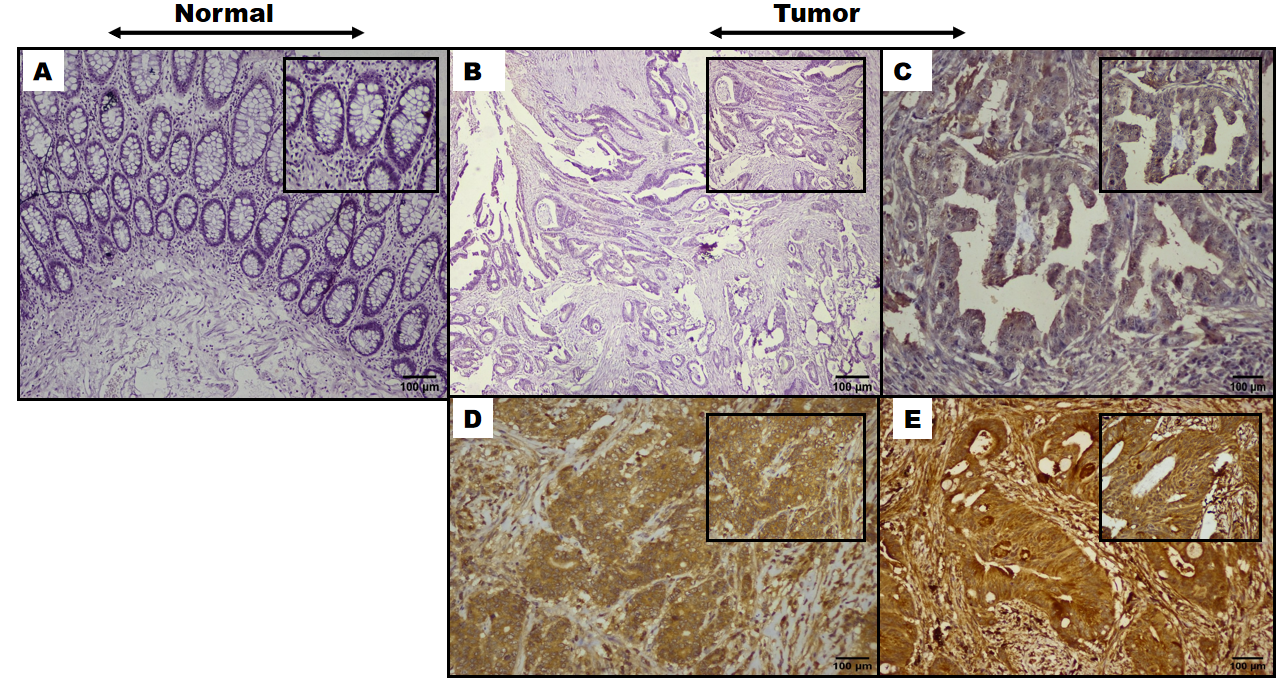 Normal
Tumor
A
B
C
100 µm
100 µm
100 µm
D
E
100 µm
100 µm